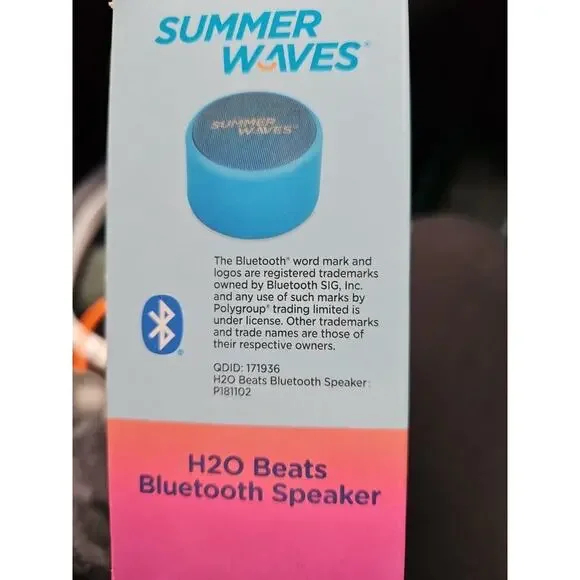 SUMMER
WAVES®
SUMMER
WAVES
The Bluetooth® word mark and
logos are registered trademarks
owned by Bluetooth SIG, Inc.
and any use of such marks by
Polygroup® trading limited is
under license. Other trademarks
and trade names are those of
their respective owners.
QDID: 171936
H2O Beats Bluetooth Speaker:
P181102
H2O Beats
Bluetooth Speaker